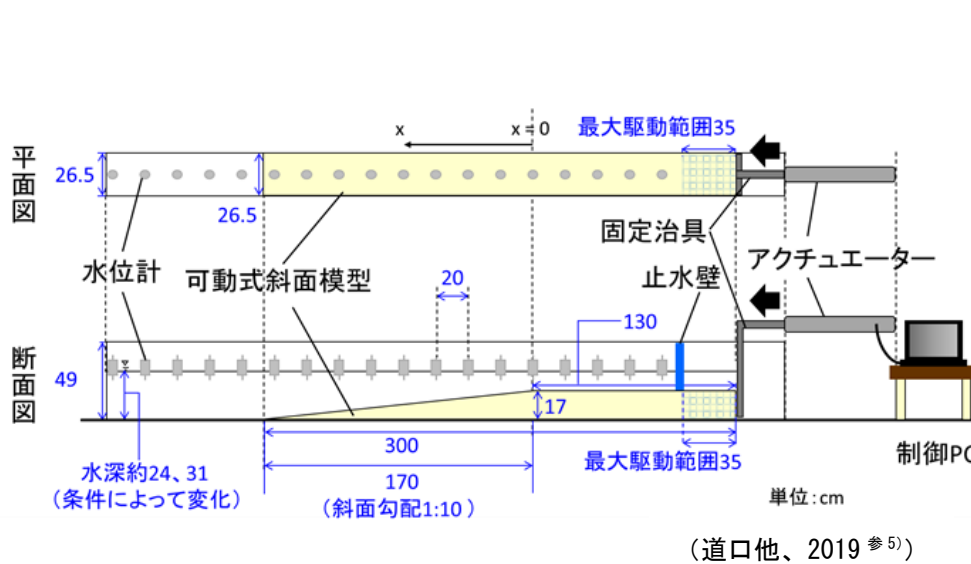 x
x = 0
最大駆動範囲35
平面図
26.5
26.5
固定治具
水位計
可動式斜面模型
20
止水壁
アクチュエーター
130
断面図
49
17
300
最大駆動範囲35
制御PC
水深約24、31
（条件によって変化）
170
（斜面勾配1:10 ）
単位：cm
（道口他、2019 参5)）